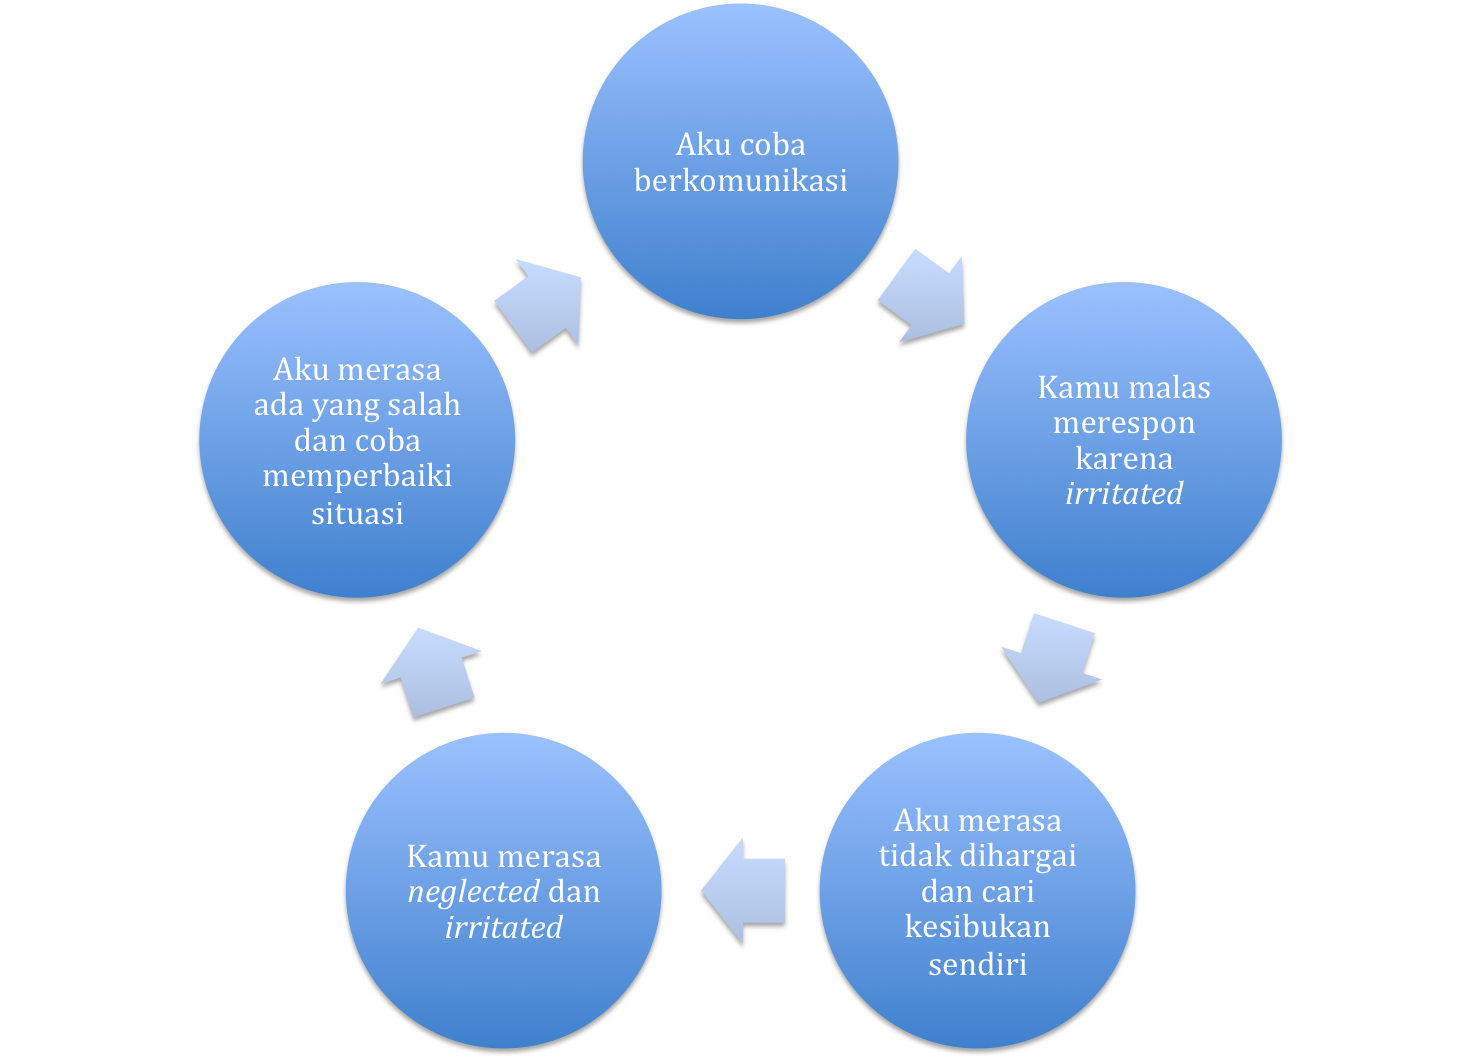 Aku coba
berkomunikasi
Kamu malas
merespon
karena
irritated
Aku merasa
tidak dihargai
dan cari
kesibukan
sendiri
Kamu merasa
neglected dan
irritated
Aku merasa
ada yang salah
dan coba
memperbaiki
situasi